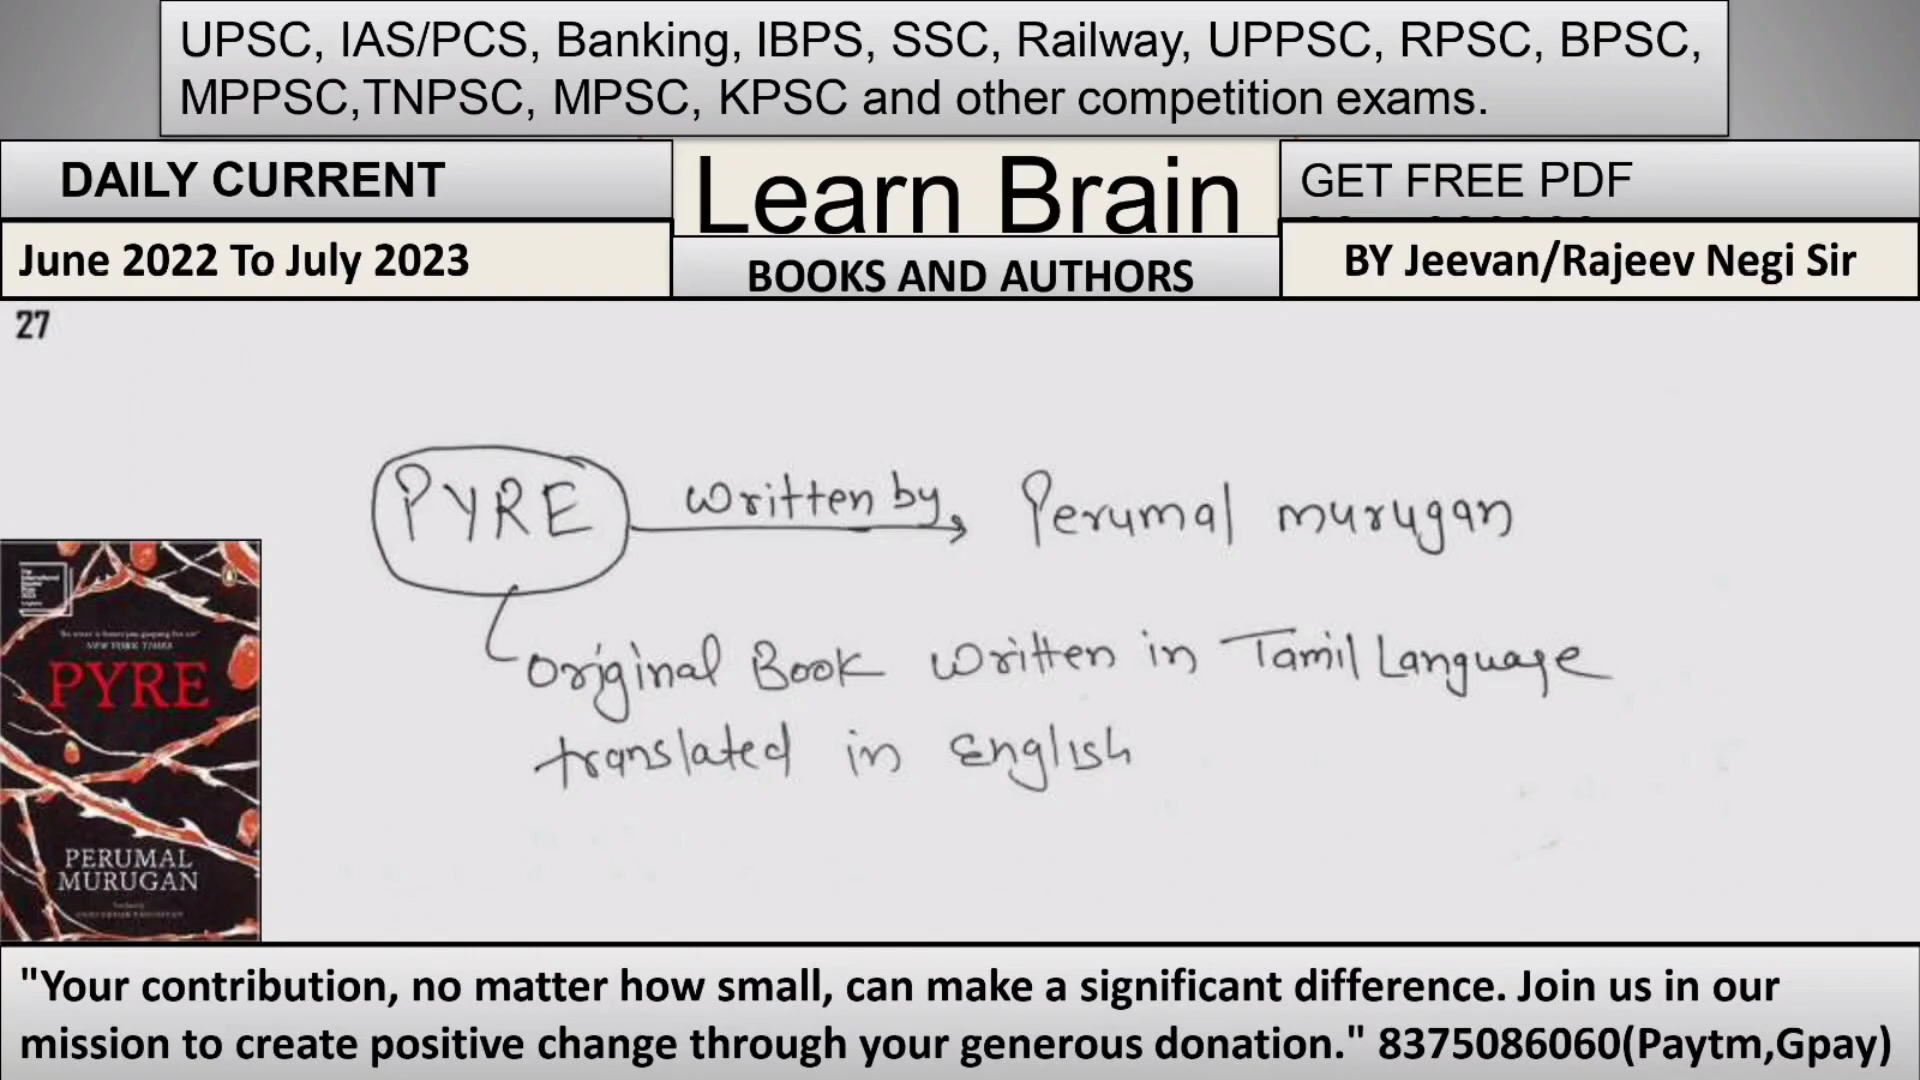 UPSC, IAS/PCS, Banking, IBPS, SSC, Railway, UPPSC, RPSC, BPSC,
MPPSC,TNPSC, MPSC, KPSC and other competition exams.
DAILY CURRENT
Learn Brain
GET FREE PDF
June 2022 To July 2023
BOOKS AND AUTHORS
BY Jeevan/Rajeev Negi Sir
27
PYRE written by Perumal murugan
original Book written in Tamil Language
translated in English
NEW YORK TIMES
PYRE
PERUMAL
MURUGAN
"Your contribution, no matter how small, can make a significant difference. Join us in our
mission to create positive change through your generous donation." 8375086060(Paytm,Gpay)